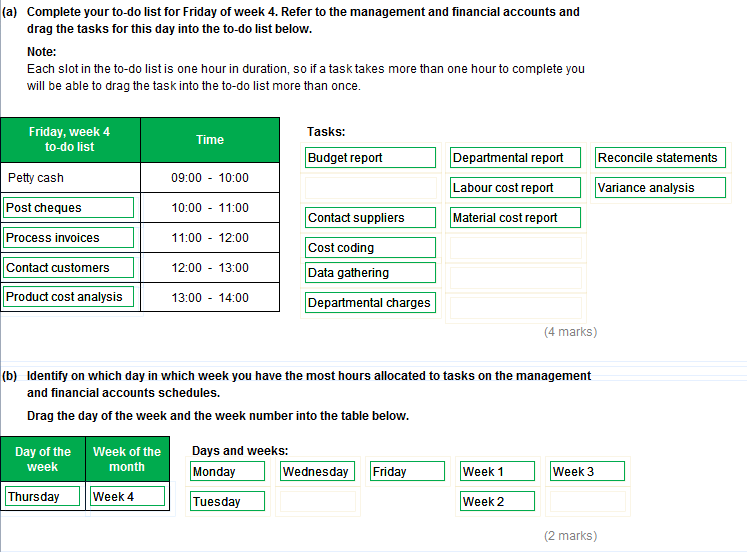 (a) Complete your to-do list for Friday of week 4. Refer to the management and financial accounts and
drag the tasks for this day into the to-do list below.
Note:
Each slot in the to-do list is one hour in duration, so if a task takes more than one hour to complete you
will be able to drag the task into the to-do list more than once.
Friday, week 4
to-do list
Time
Petty cash
09:00 - 10:00
Post cheques
10:00 - 11:00
Process invoices
11:00 - 12:00
Contact customers
12:00 - 13:00
Product cost analysis
13:00 - 14:00
Tasks:
Budget report
Departmental report
Reconcile statements
Labour cost report
Variance analysis
Contact suppliers
Material cost report
Cost coding
Data gathering
Departmental charges
(4 marks)
(b) Identify on which day in which week you have the most hours allocated to tasks on the management
and financial accounts schedules.
Drag the day of the week and the week number into the table below.
Day of the
week
Week of the
month
Thursday
Week 4
Days and weeks:
Monday
Wednesday
Friday
Week 1
Week 3
Tuesday
Week 2
(2 marks)